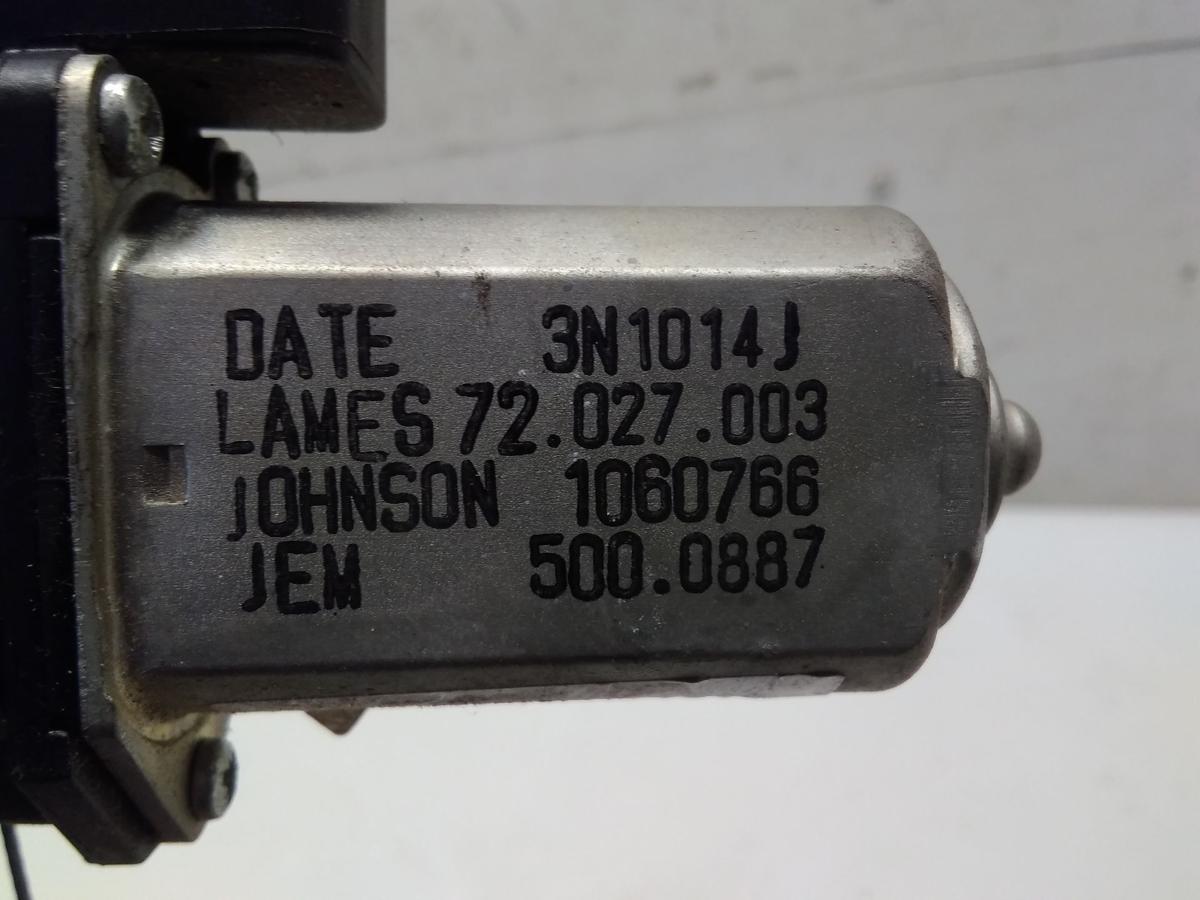 DATE 3N1014J
LAMES 72.027.003
JOHNSON 1060766
JEM 500.0887